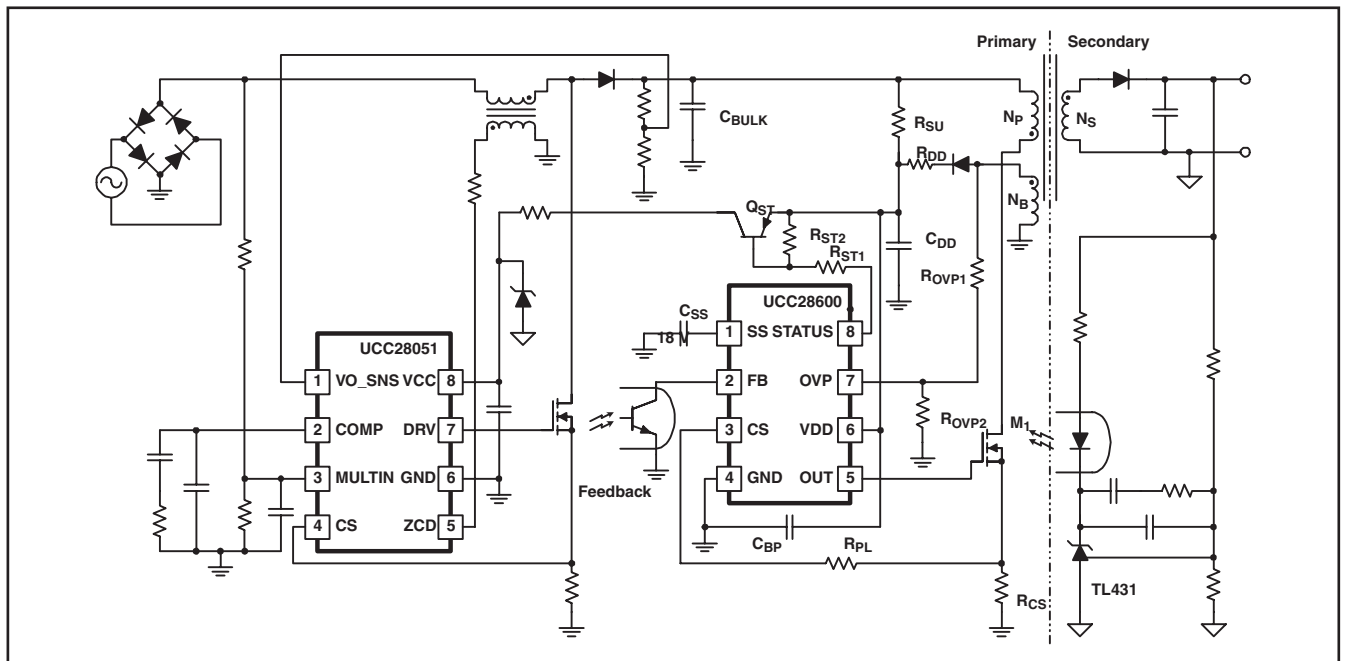 Primary Secondary
C_BULK
R_SU
N_P
N_S
R_DD
Q_ST
N_B
R_ST2
R_ST1
C_DD
R_OVP1
C_SS
18 V
UCC28600
1 SS STATUS 8
2 FB OVP 7
3 CS VDD 6
4 GND OUT 5
UCC28051
1 VO_SNS VCC 8
2 COMP DRV 7
3 MULTIN GND 6
4 CS ZCD 5
Feedback
R_OVP2
M_1
C_BP
R_PL
R_CS
TL431